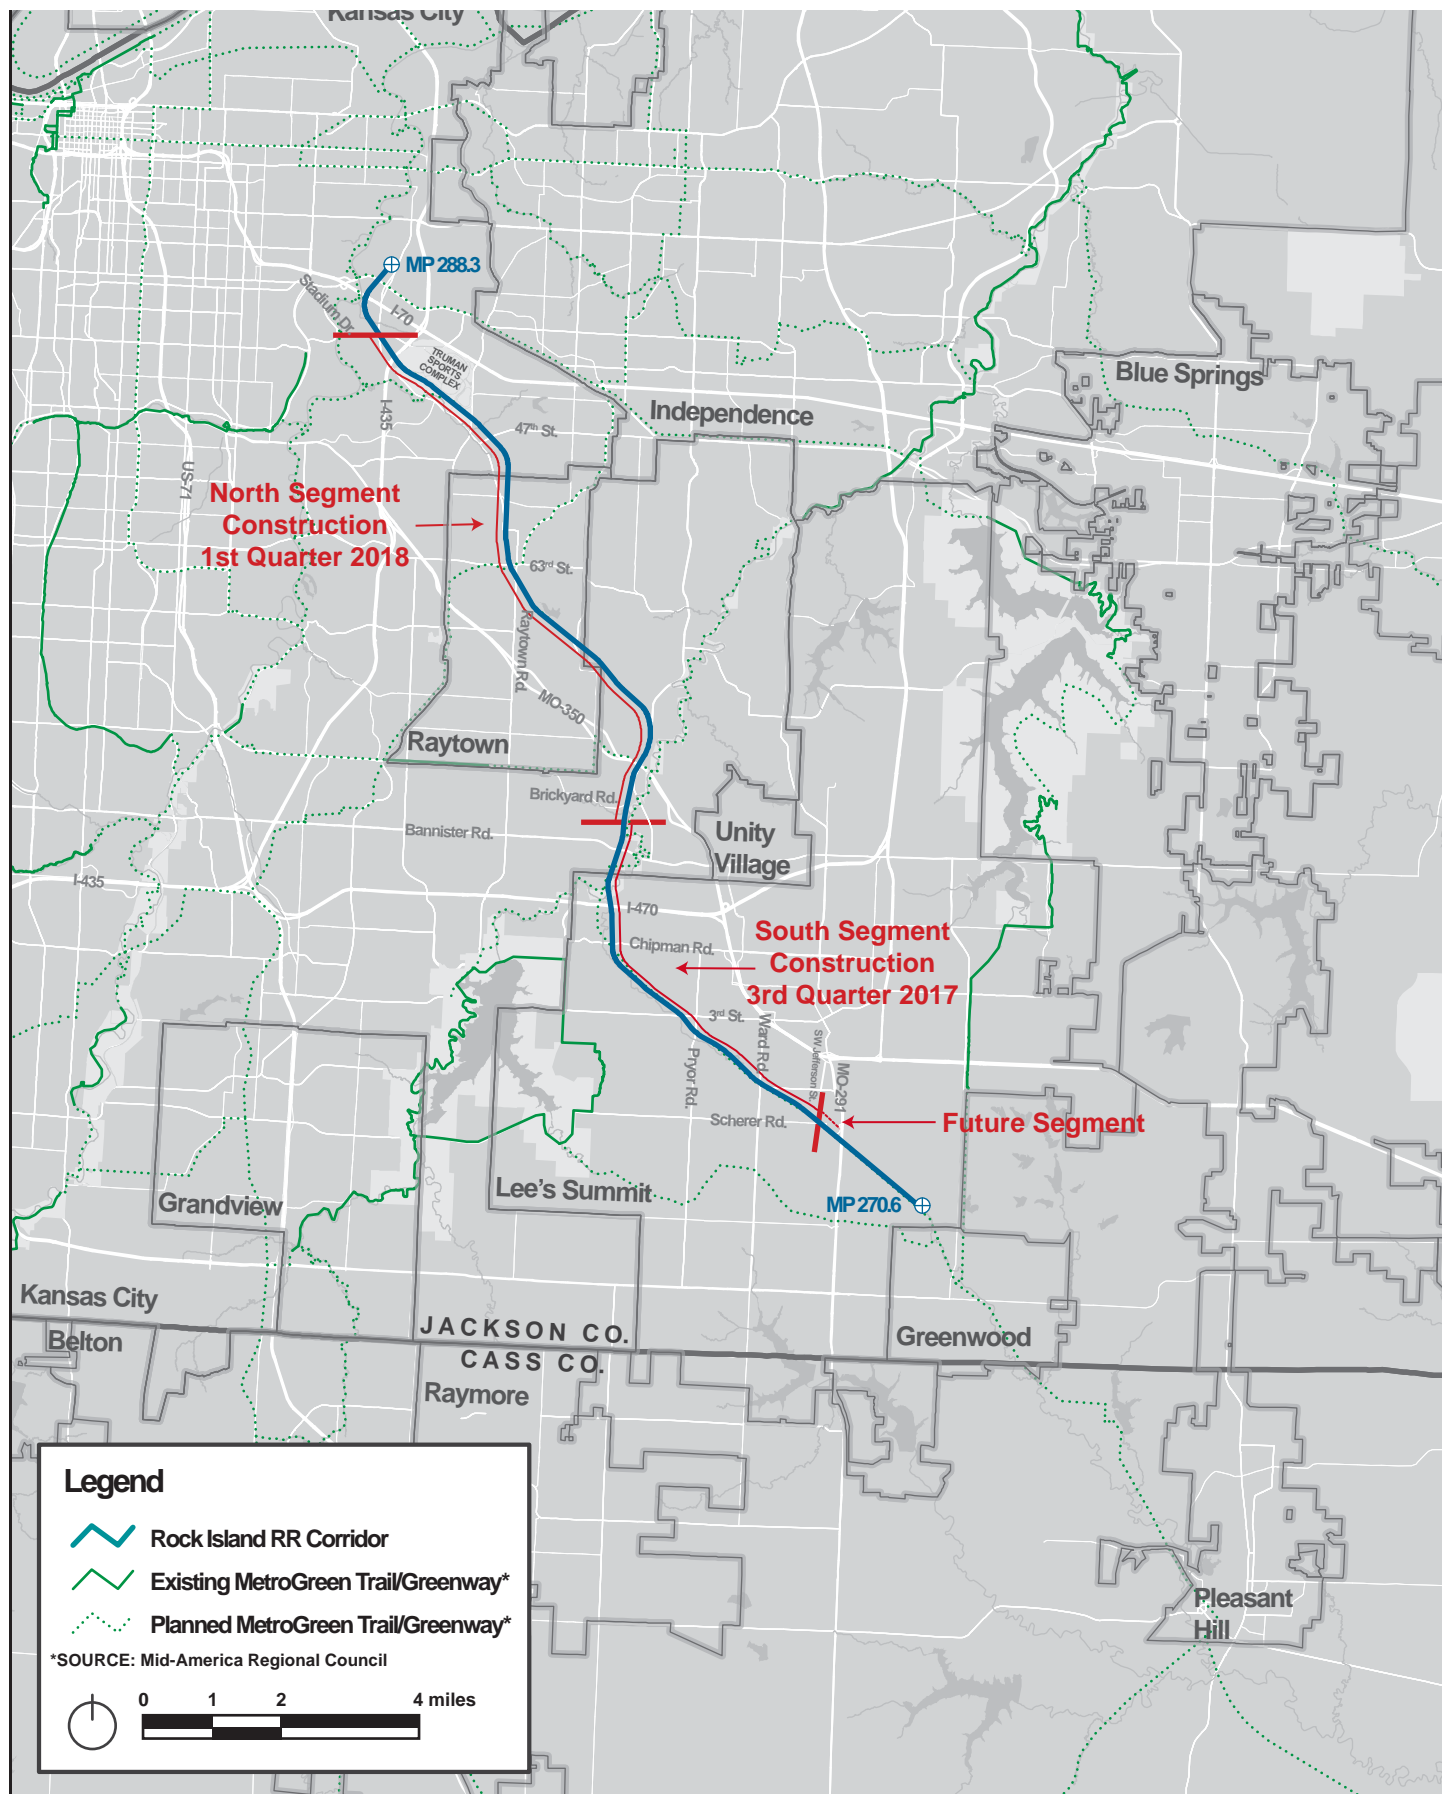 Kansas City
MP 288.3
Stadium Dr.
I-70
TRUMAN
SPORTS
COMPLEX
Blue Springs
I-435
Independence
47th St.
US-71
North Segment
Construction
1st Quarter 2018
63rd St.
Raytown Rd.
MO-350
Raytown
Brickyard Rd.
Bannister Rd.
Unity
Village
I-435
I-470
Chipman Rd.
South Segment
Construction
3rd Quarter 2017
3rd St.
Ward Rd.
SW Jefferson St.
Pryor Rd.
MO-291
Scherer Rd.
Future Segment
Lee's Summit
Grandview
MP 270.6
Kansas City
Belton
JACKSON CO.
CASS CO.
Greenwood
Raymore
Pleasant
Hill
Legend
Rock Island RR Corridor
Existing MetroGreen Trail/Greenway*
Planned MetroGreen Trail/Greenway*
*SOURCE: Mid-America Regional Council
0 1 2 4 miles